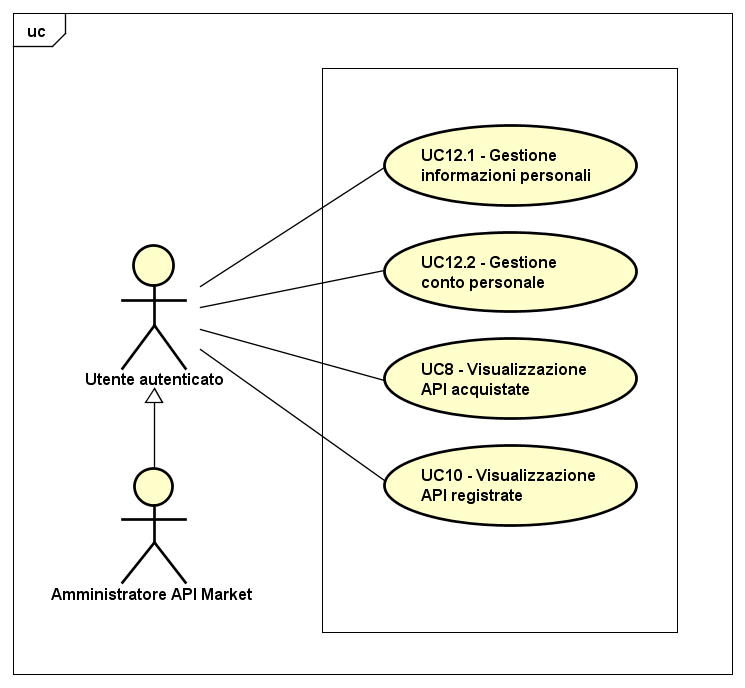 uc
UC12.1 - Gestione
informazioni personali
UC12.2 - Gestione
conto personale
UC8 - Visualizzazione
API acquistate
UC10 - Visualizzazione
API registrate
Utente autenticato
Amministratore API Market